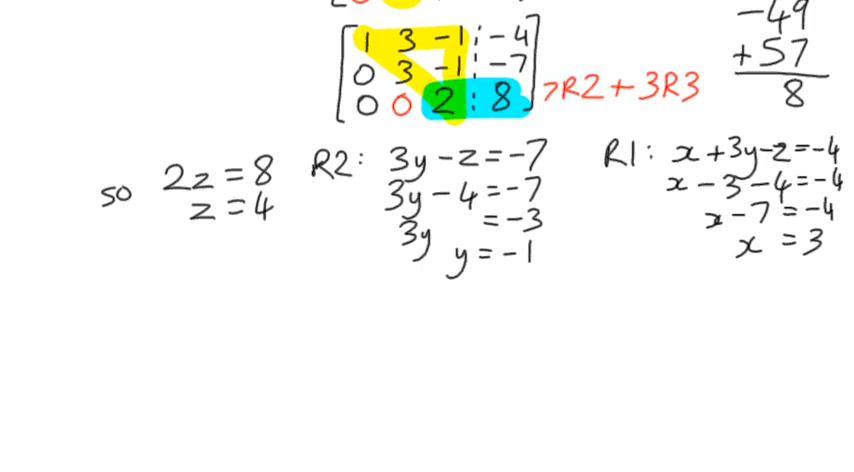 -49
+57
8
[1 3 -1 ⋮ -4]
[0 3 -1 ⋮ -7]
[0 0 2 ⋮ 8] 7R2+3R3
so 2z=8
z=4
R2: 3y-z=-7
3y-4=-7
3y =-3
y=-1
R1: x+3y-z=-4
x-3-4=-4
x-7=-4
x =3